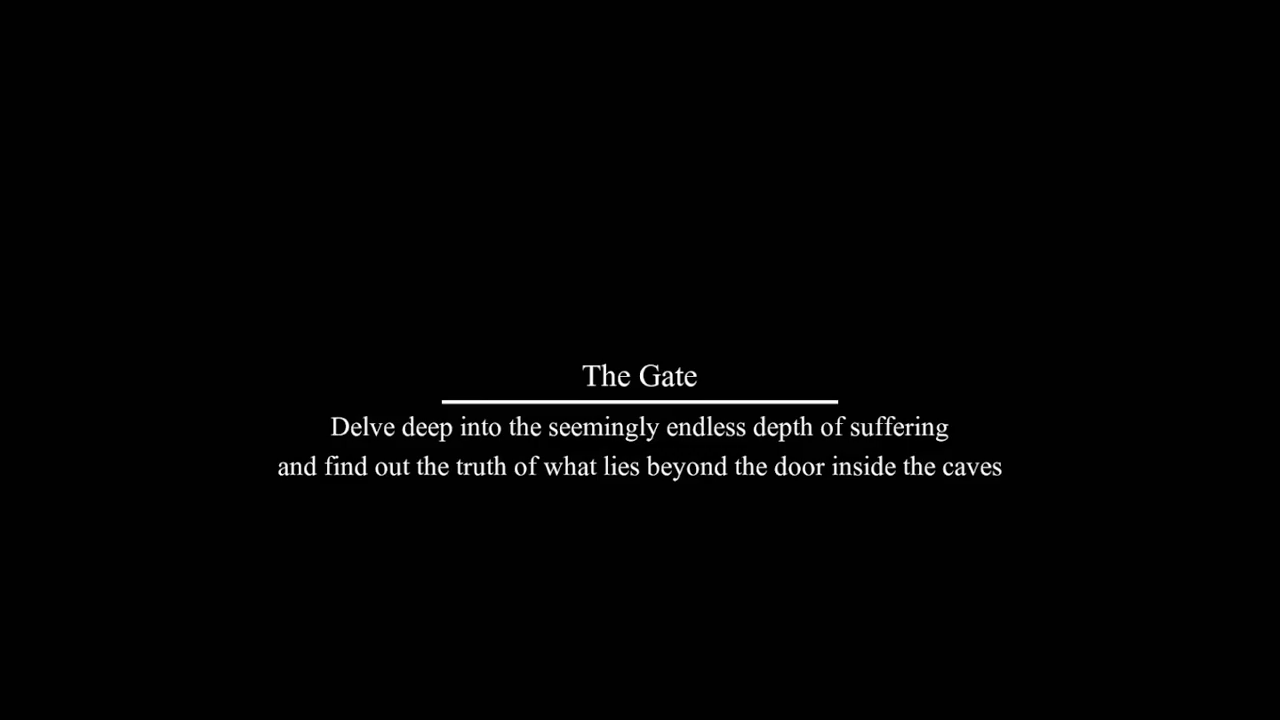 The Gate
Delve deep into the seemingly endless depth of suffering
and find out the truth of what lies beyond the door inside the caves